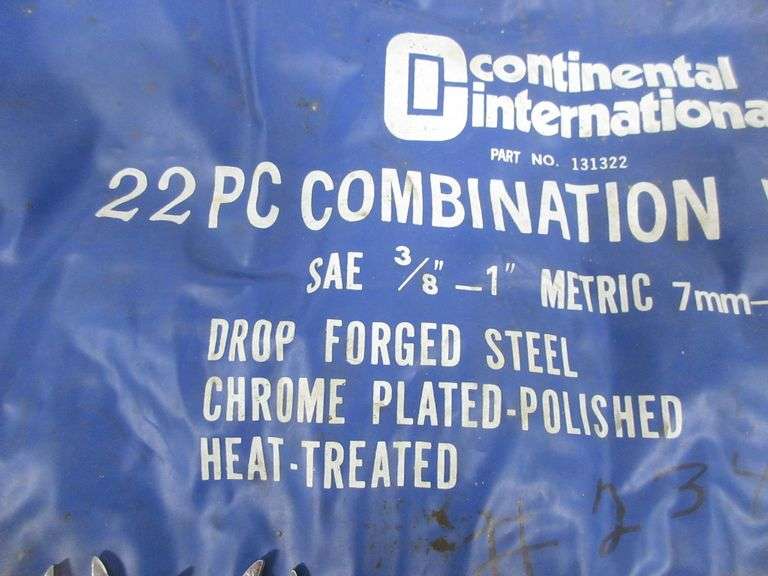 continental
internationa
PART NO. 131322
22 PC COMBINATION
SAE 3/8"-1" METRIC 7mm-
DROP FORGED STEEL
CHROME PLATED-POLISHED
HEAT-TREATED
# 234